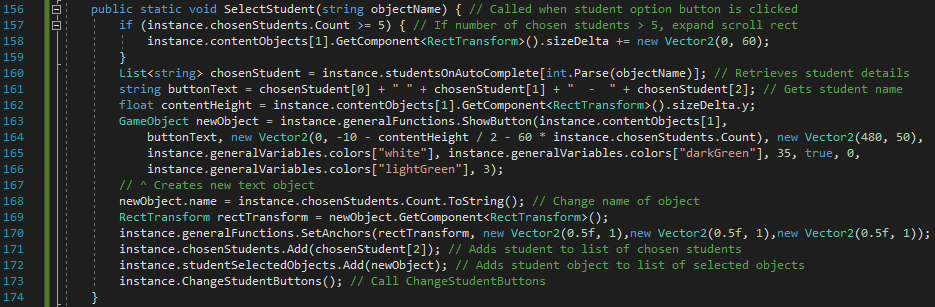 156 public static void SelectStudent(string objectName) { // Called when student option button is clicked
157 if (instance.chosenStudents.Count >= 5) { // If number of chosen students > 5, expand scroll rect
158 instance.contentObjects[1].GetComponent<RectTransform>().sizeDelta += new Vector2(0, 60);
159 }
160 List<string> chosenStudent = instance.studentsOnAutoComplete[int.Parse(objectName)]; // Retrieves student details
161 string buttonText = chosenStudent[0] + " " + chosenStudent[1] + "  -  " + chosenStudent[2]; // Gets student name
162 float contentHeight = instance.contentObjects[1].GetComponent<RectTransform>().sizeDelta.y;
163 GameObject newObject = instance.generalFunctions.ShowButton(instance.contentObjects[1],
164 buttonText, new Vector2(0, -10 - contentHeight / 2 - 60 * instance.chosenStudents.Count), new Vector2(480, 50),
165 instance.generalVariables.colors["white"], instance.generalVariables.colors["darkGreen"], 35, true, 0,
166 instance.generalVariables.colors["lightGreen"], 3);
167 // ^ Creates new text object
168 newObject.name = instance.chosenStudents.Count.ToString(); // Change name of object
169 RectTransform rectTransform = newObject.GetComponent<RectTransform>();
170 instance.generalFunctions.SetAnchors(rectTransform, new Vector2(0.5f, 1),new Vector2(0.5f, 1),new Vector2(0.5f, 1));
171 instance.chosenStudents.Add(chosenStudent[2]); // Adds student to list of chosen students
172 instance.studentSelectedObjects.Add(newObject); // Adds student object to list of selected objects
173 instance.ChangeStudentButtons(); // Call ChangeStudentButtons
174 }